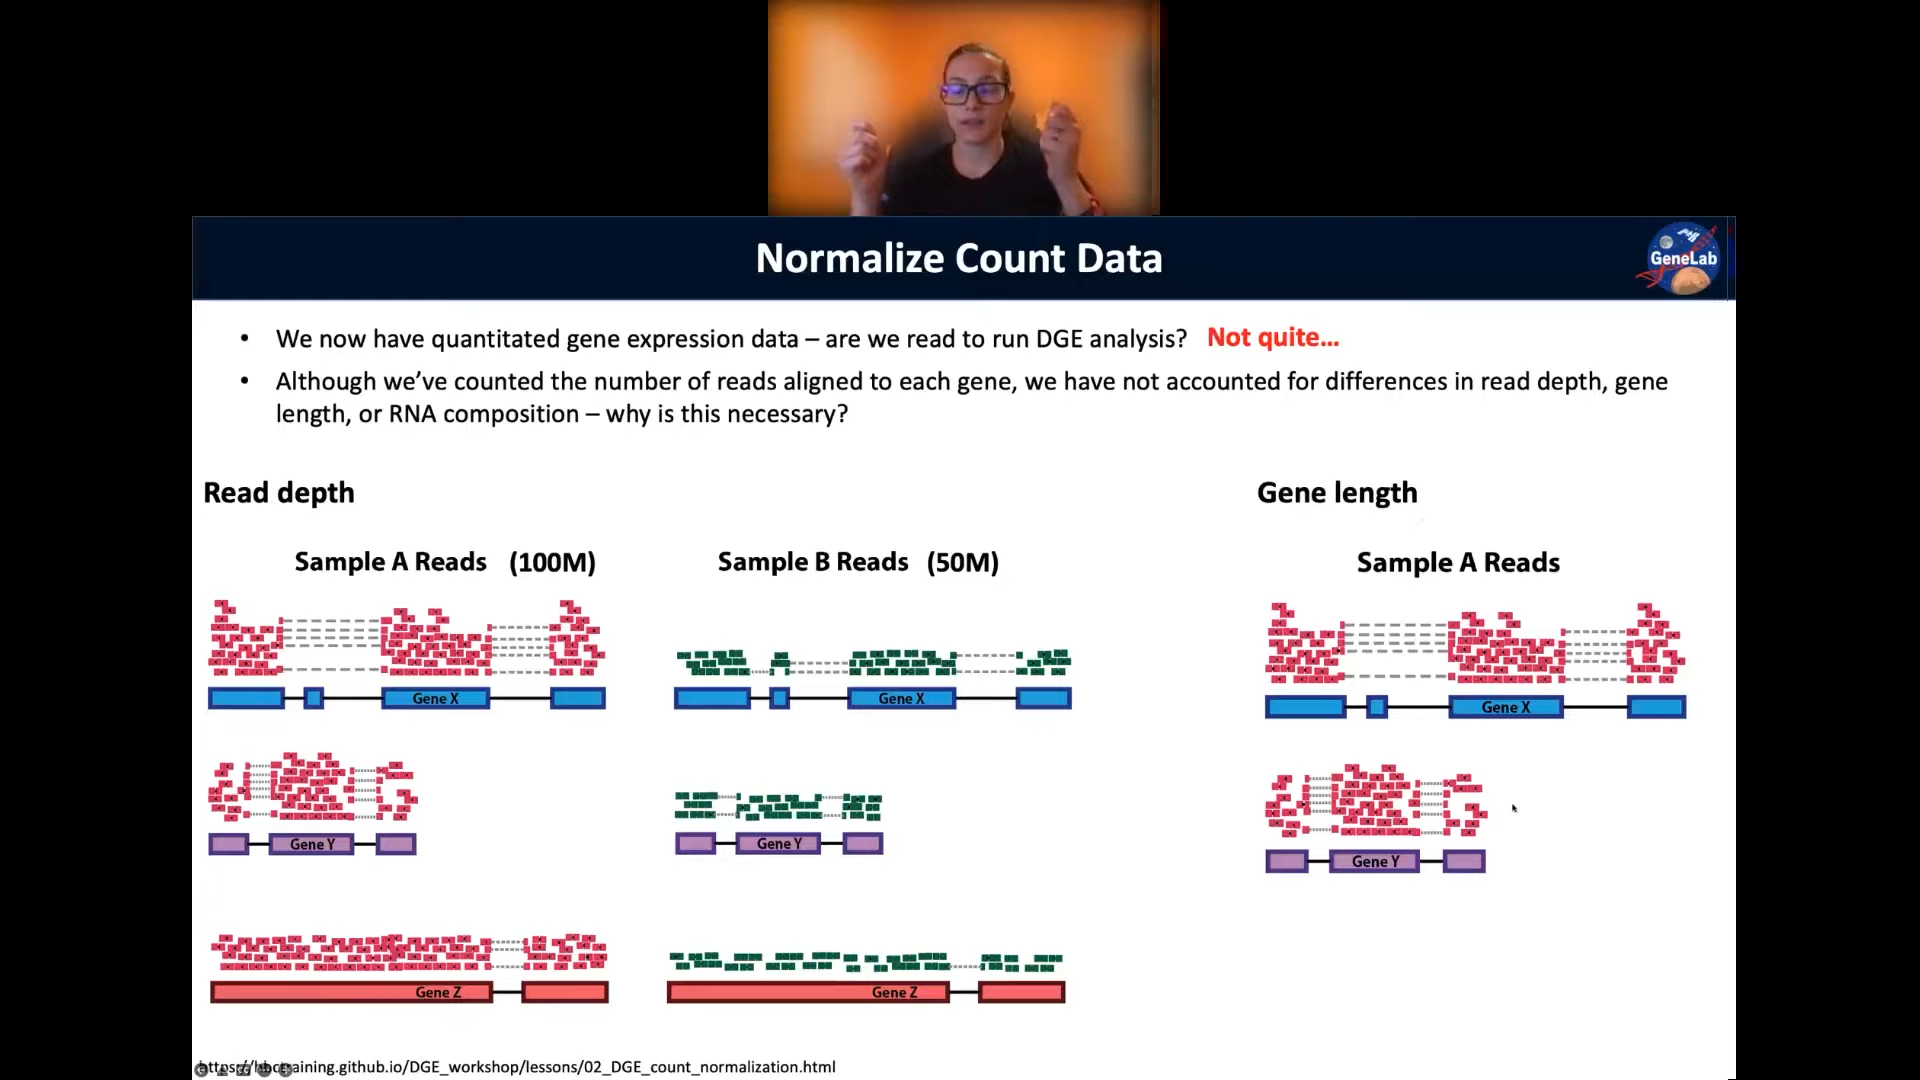 Normalize Count Data
GeneLab
• We now have quantitated gene expression data – are we read to run DGE analysis? Not quite…
• Although we’ve counted the number of reads aligned to each gene, we have not accounted for differences in read depth, gene
length, or RNA composition – why is this necessary?
Read depth
Gene length
Sample A Reads (100M)
Sample B Reads (50M)
Sample A Reads
Gene X
Gene X
Gene X
Gene Y
Gene Y
Gene Y
Gene Z
Gene Z
https://hbctraining.github.io/DGE_workshop/lessons/02_DGE_count_normalization.html